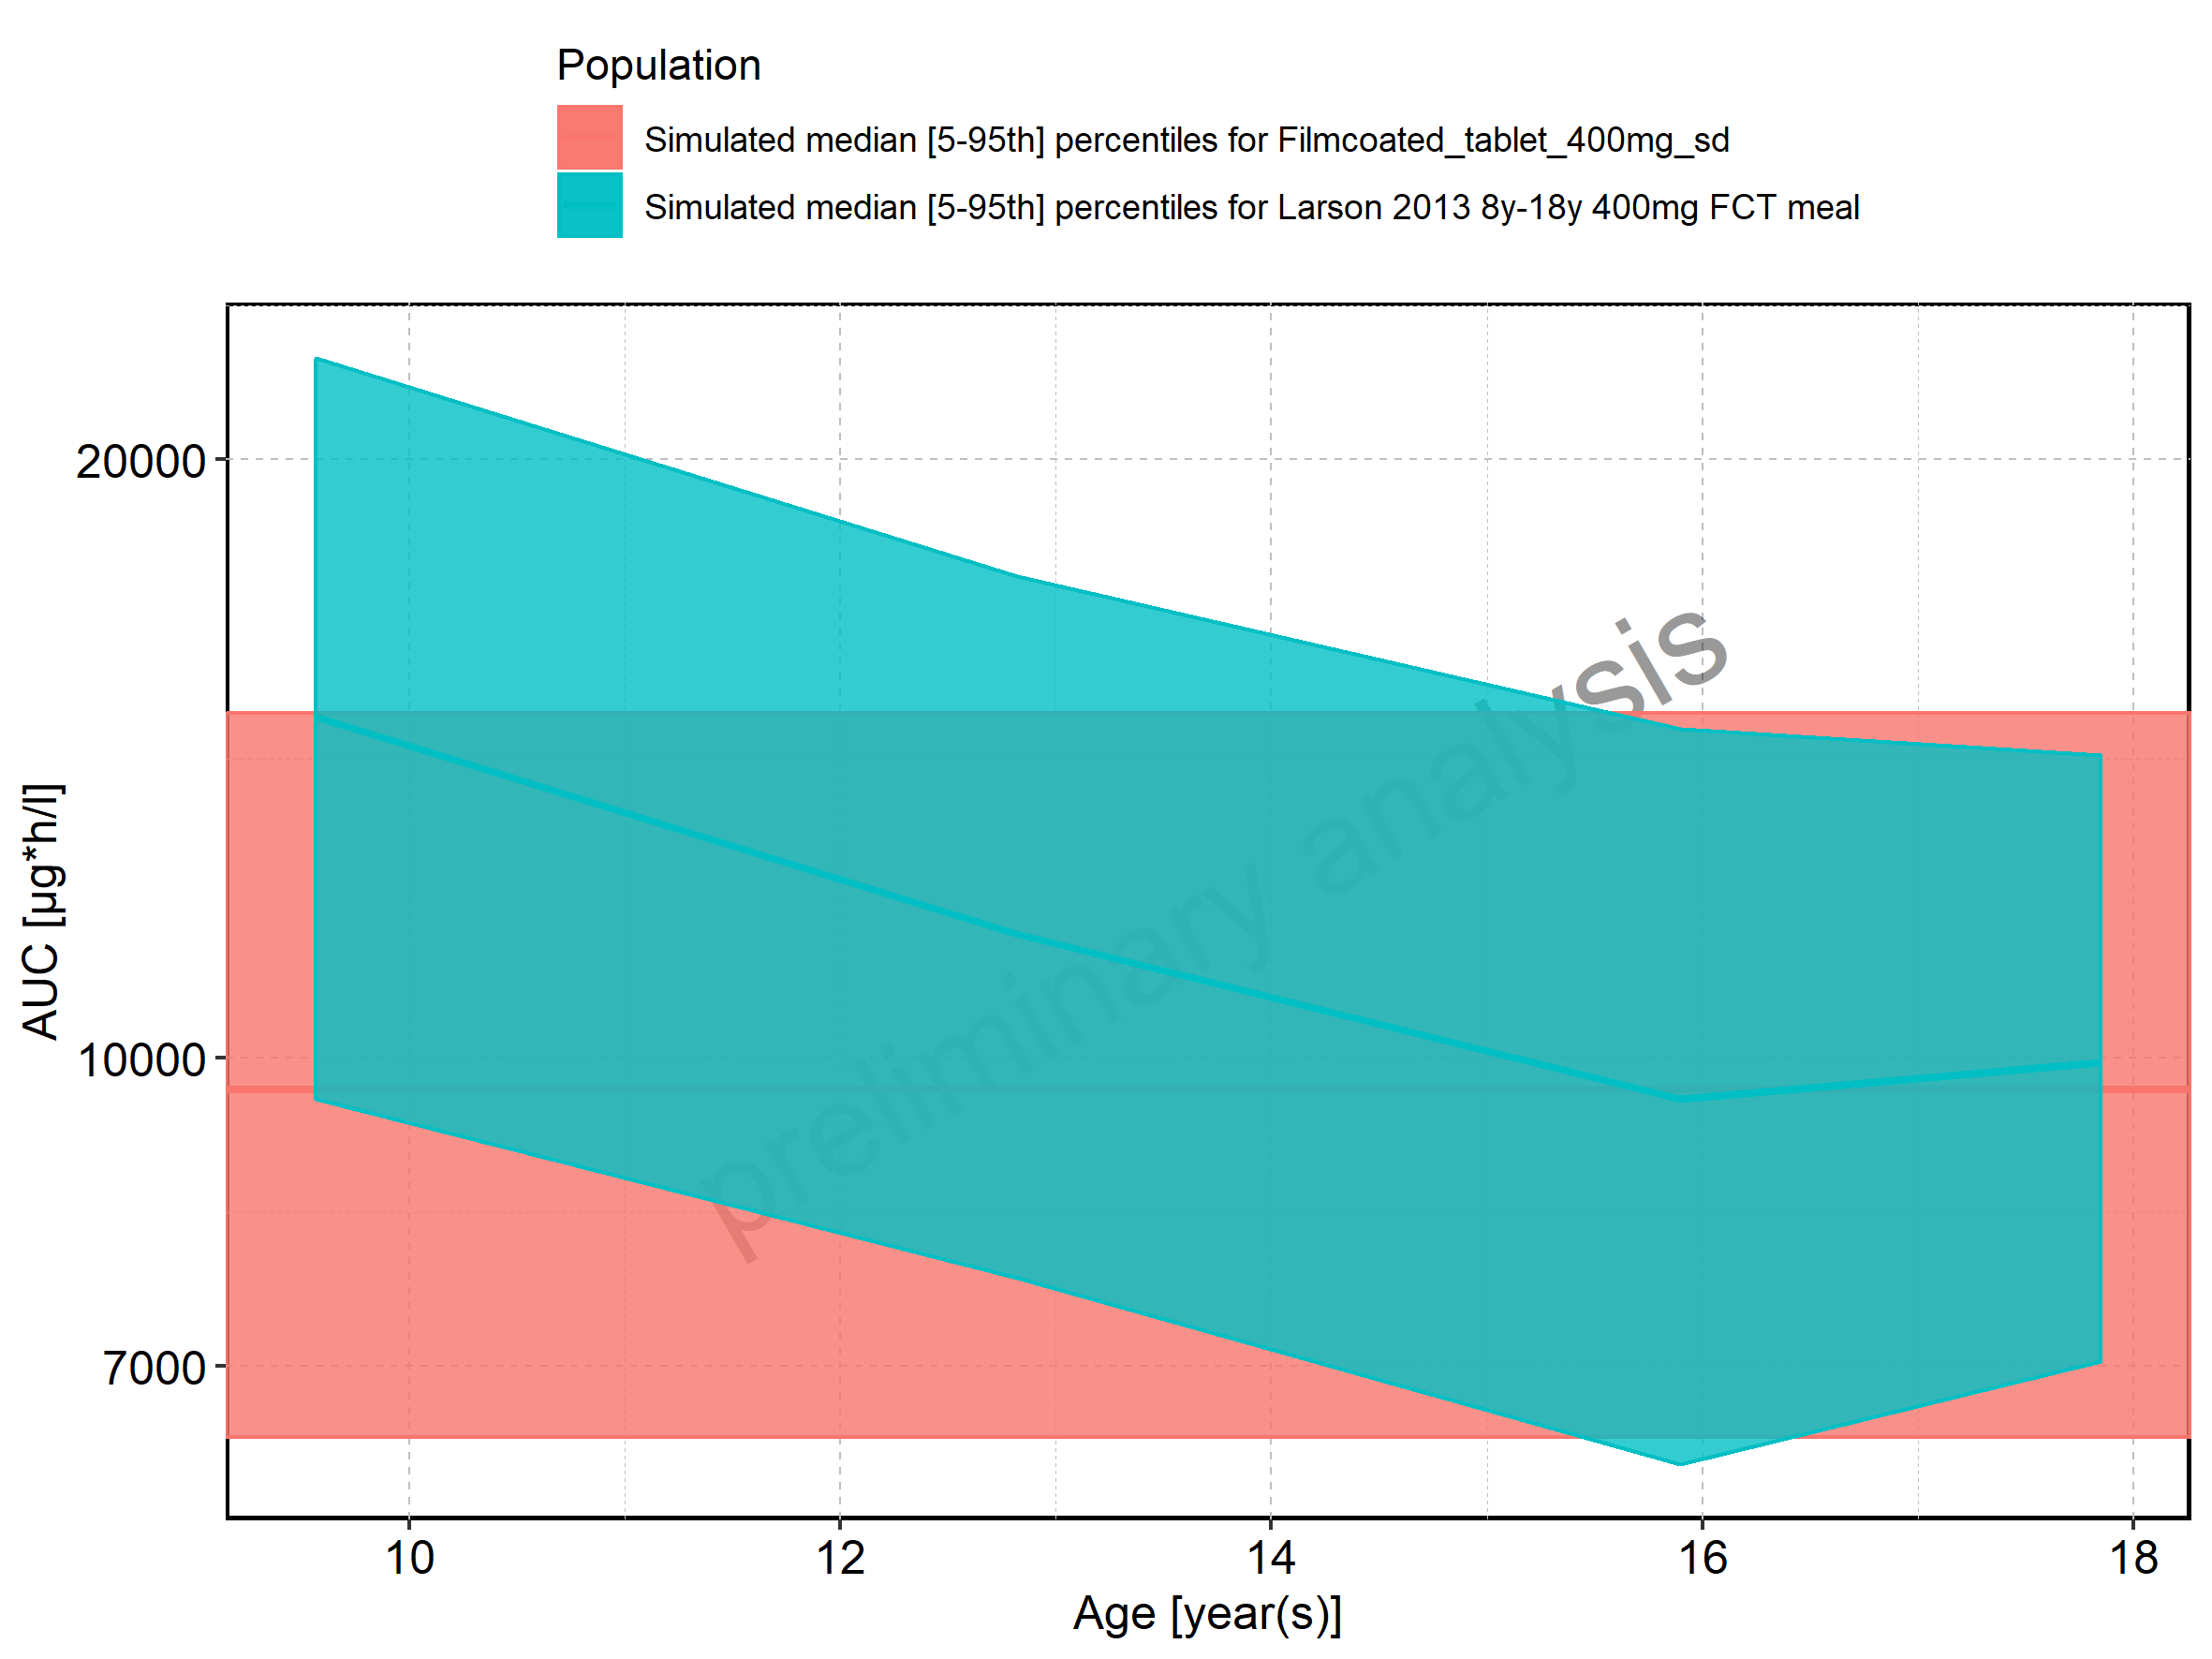 Population
Simulated median [5-95th] percentiles for Filmcoated_tablet_400mg_sd
Simulated median [5-95th] percentiles for Larson 2013 8y-18y 400mg FCT meal
20000
10000
7000
AUC [µg*h/l]
preliminary analysis
10 12 14 16 18
Age [year(s)]